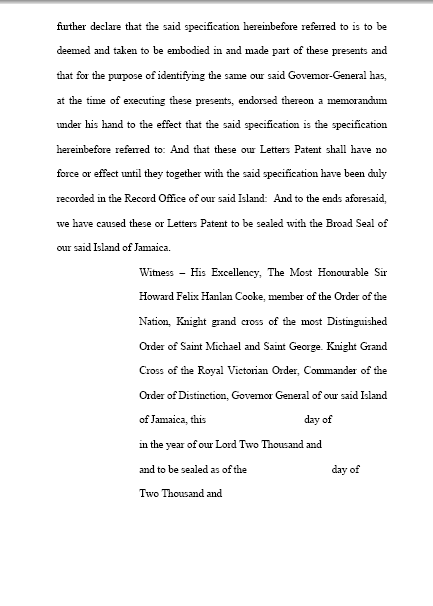 further declare that the said specification hereinbefore referred to is to be
deemed and taken to be embodied in and made part of these presents and
that for the purpose of identifying the same our said Governor-General has,
at the time of executing these presents, endorsed thereon a memorandum
under his hand to the effect that the said specification is the specification
hereinbefore referred to: And that these our Letters Patent shall have no
force or effect until they together with the said specification have been duly
recorded in the Record Office of our said Island: And to the ends aforesaid,
we have caused these or Letters Patent to be sealed with the Broad Seal of
our said Island of Jamaica.
Witness – His Excellency, The Most Honourable Sir
Howard Felix Hanlan Cooke, member of the Order of the
Nation, Knight grand cross of the most Distinguished
Order of Saint Michael and Saint George. Knight Grand
Cross of the Royal Victorian Order, Commander of the
Order of Distinction, Governor General of our said Island
of Jamaica, this day of
in the year of our Lord Two Thousand and
and to be sealed as of the day of
Two Thousand and